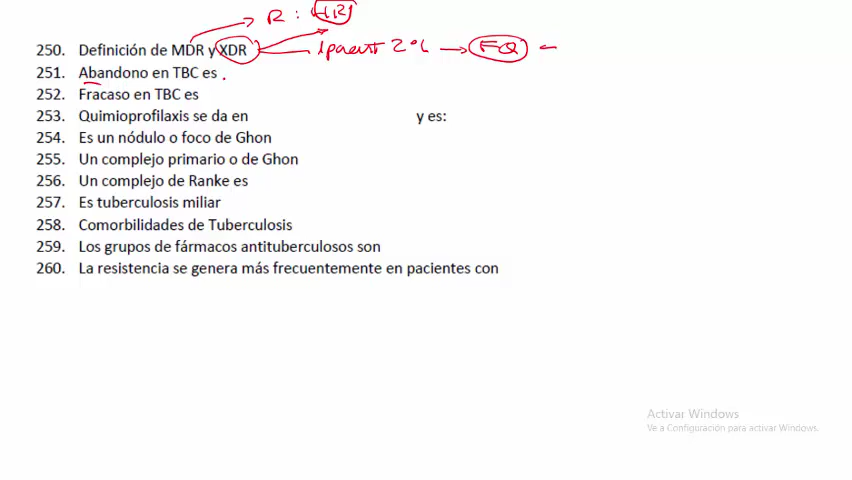 R : HR
250. Definición de MDR y XDR 2° FQ
251. Abandono en TBC es
252. Fracaso en TBC es
253. Quimioprofilaxis se da en y es:
254. Es un nódulo o foco de Ghon
255. Un complejo primario o de Ghon
256. Un complejo de Ranke es
257. Es tuberculosis miliar
258. Comorbilidades de Tuberculosis
259. Los grupos de fármacos antituberculosos son
260. La resistencia se genera más frecuentemente en pacientes con
Activar Windows
Ve a Configuración para activar Windows.